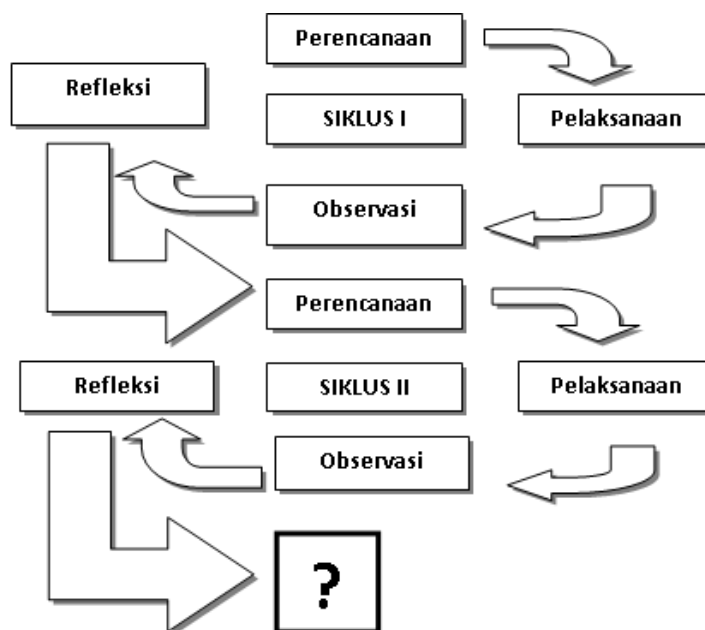 Perencanaan
Refleksi
SIKLUS I
Pelaksanaan
Observasi
Perencanaan
Refleksi
SIKLUS II
Pelaksanaan
Observasi
?